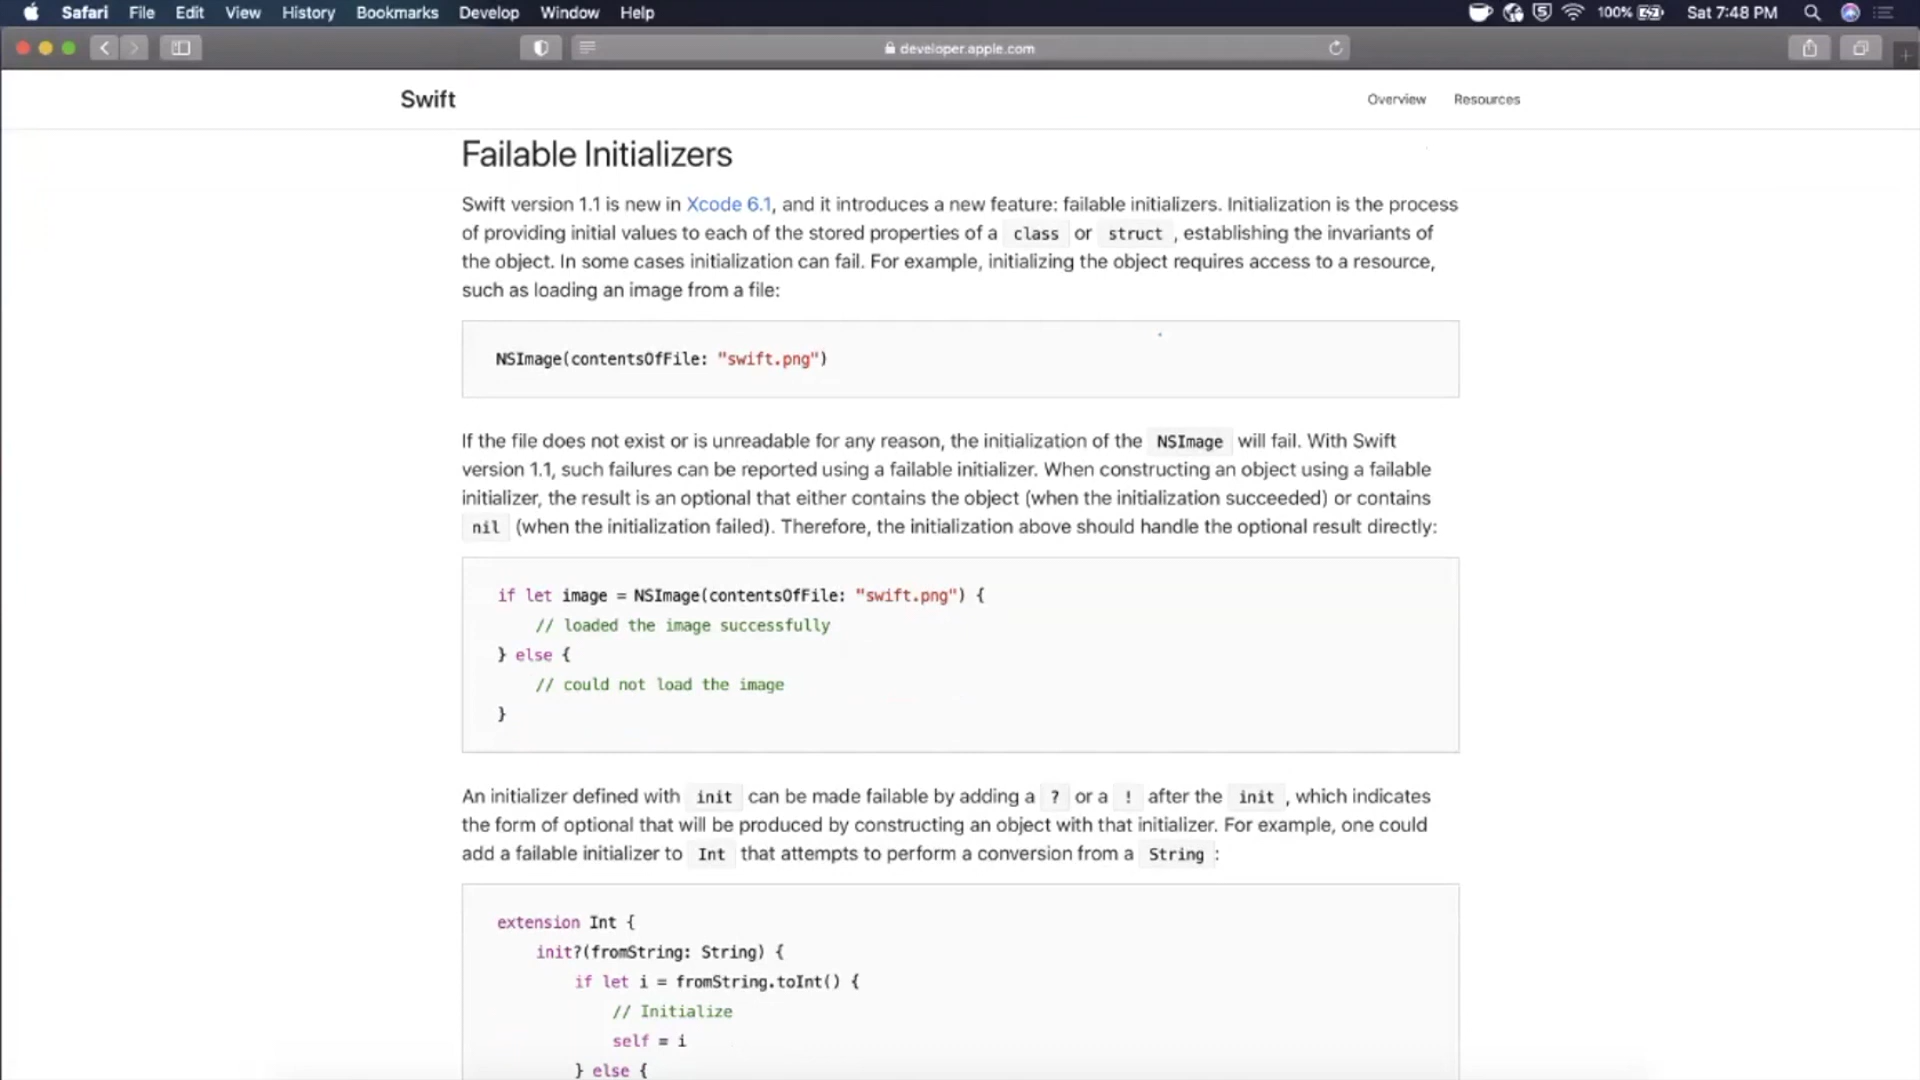 Safari File Edit View History Bookmarks Develop Window Help 100% Sat 7:48 PM
developer.apple.com
Swift Overview Resources
Failable Initializers
Swift version 1.1 is new in Xcode 6.1, and it introduces a new feature: failable initializers. Initialization is the process
of providing initial values to each of the stored properties of a class or struct , establishing the invariants of
the object. In some cases initialization can fail. For example, initializing the object requires access to a resource,
such as loading an image from a file:
NSImage(contentsOfFile: "swift.png")
If the file does not exist or is unreadable for any reason, the initialization of the NSImage will fail. With Swift
version 1.1, such failures can be reported using a failable initializer. When constructing an object using a failable
initializer, the result is an optional that either contains the object (when the initialization succeeded) or contains
nil (when the initialization failed). Therefore, the initialization above should handle the optional result directly:
if let image = NSImage(contentsOfFile: "swift.png") {
// loaded the image successfully
} else {
// could not load the image
}
An initializer defined with init can be made failable by adding a ? or a ! after the init , which indicates
the form of optional that will be produced by constructing an object with that initializer. For example, one could
add a failable initializer to Int that attempts to perform a conversion from a String :
extension Int {
init?(fromString: String) {
if let i = fromString.toInt() {
// Initialize
self = i
} else {